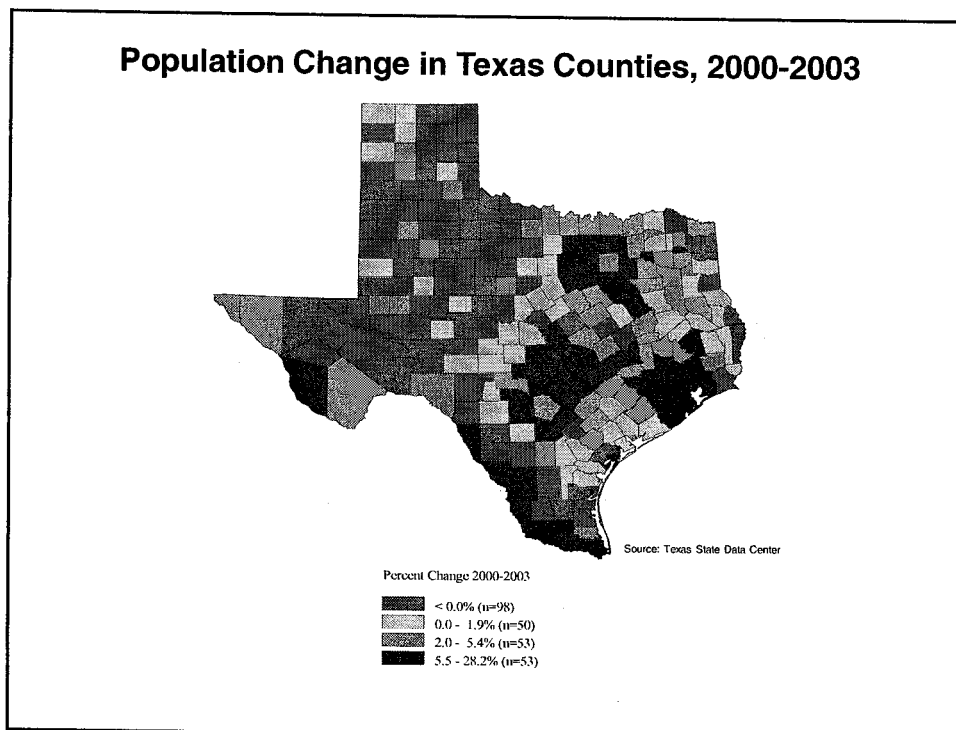 Population Change in Texas Counties, 2000-2003
Source: Texas State Data Center
Percent Change 2000-2003
< 0.0% (n=98)
0.0 - 1.9% (n=50)
2.0 - 5.4% (n=53)
5.5 - 28.2% (n=53)